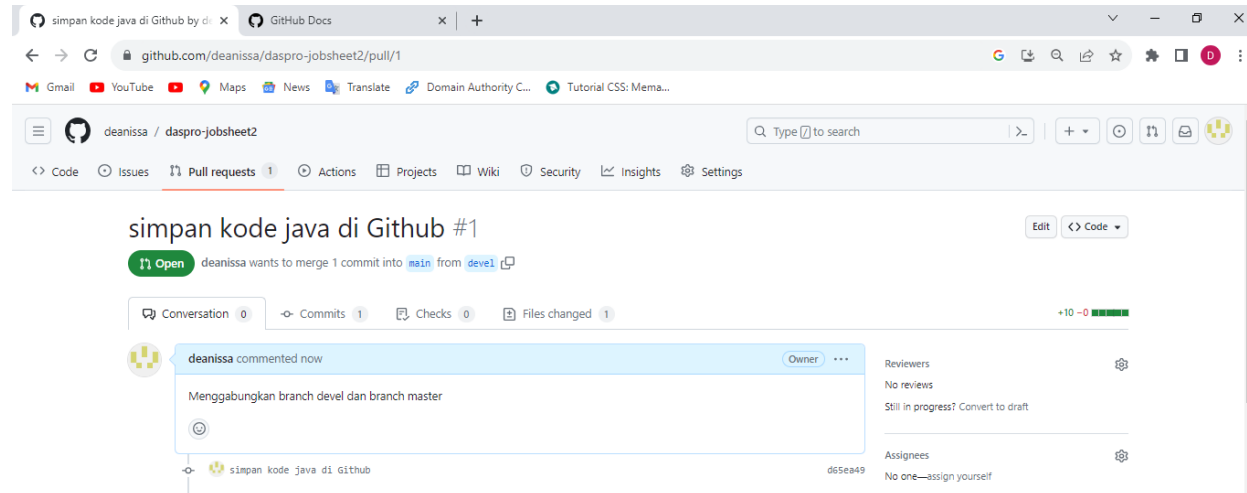 simpan kode java di Github by de
GitHub Docs
github.com/deanissa/daspro-jobsheet2/pull/1
G
D
Gmail YouTube Maps News Translate Domain Authority C... Tutorial CSS: Mema...
deanissa / daspro-jobsheet2
Type / to search
Code Issues Pull requests 1 Actions Projects Wiki Security Insights Settings
simpan kode java di Github #1
Edit <> Code
Open deanissa wants to merge 1 commit into main from devel
Conversation 0 Commits 1 Checks 0 Files changed 1
+10 −0
deanissa commented now
Owner ...
Menggabungkan branch devel dan branch master
simpan kode java di Github
d65ea49
Reviewers
No reviews
Still in progress? Convert to draft
Assignees
No one—assign yourself